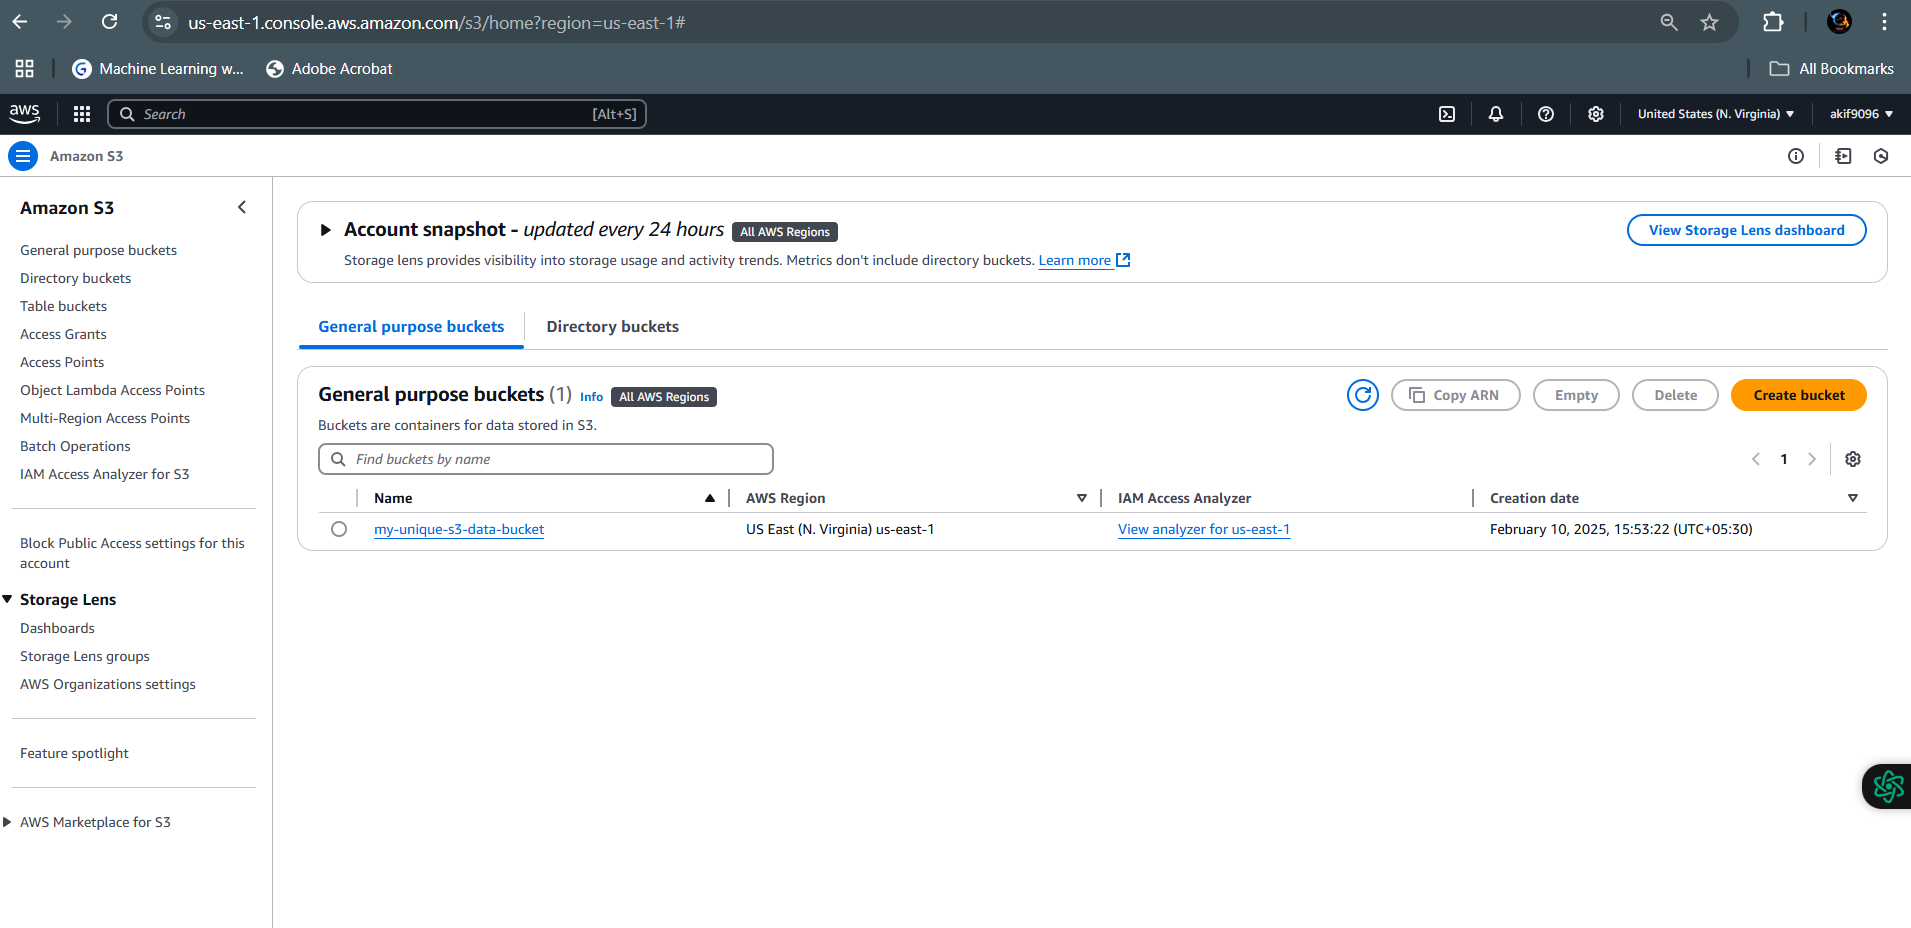 us-east-1.console.aws.amazon.com/s3/home?region=us-east-1#
Machine Learning w...
Adobe Acrobat
All Bookmarks
aws
Search
[Alt+S]
United States (N. Virginia)
akif9096
Amazon S3
Amazon S3
General purpose buckets
Directory buckets
Table buckets
Access Grants
Access Points
Object Lambda Access Points
Multi-Region Access Points
Batch Operations
IAM Access Analyzer for S3
Block Public Access settings for this
account
Storage Lens
Dashboards
Storage Lens groups
AWS Organizations settings
Feature spotlight
AWS Marketplace for S3
Account snapshot - updated every 24 hours All AWS Regions
View Storage Lens dashboard
Storage lens provides visibility into storage usage and activity trends. Metrics don't include directory buckets. Learn more
General purpose buckets
Directory buckets
General purpose buckets (1) Info All AWS Regions
Copy ARN
Empty
Delete
Create bucket
Buckets are containers for data stored in S3.
Find buckets by name
1
Name AWS Region IAM Access Analyzer Creation date
my-unique-s3-data-bucket US East (N. Virginia) us-east-1 View analyzer for us-east-1 February 10, 2025, 15:53:22 (UTC+05:30)